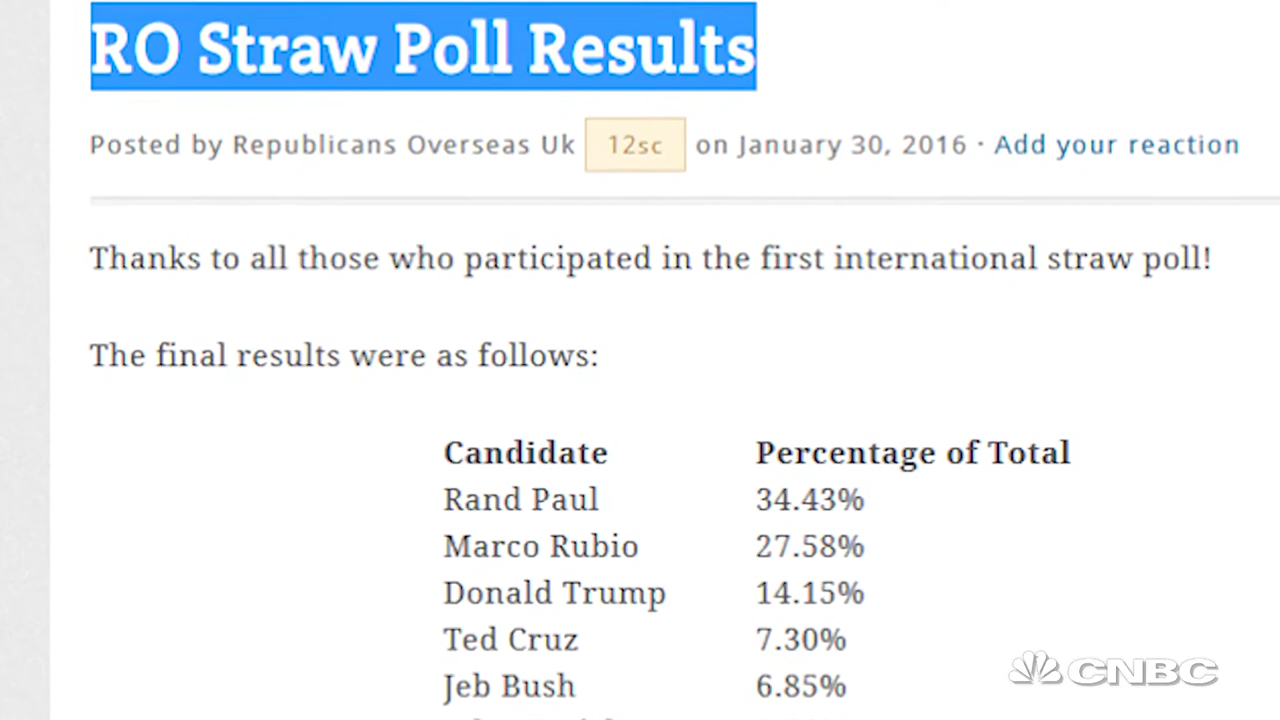 RO Straw Poll Results
Posted by Republicans Overseas Uk 12sc on January 30, 2016 · Add your reaction
Thanks to all those who participated in the first international straw poll!
The final results were as follows:
Candidate Percentage of Total
Rand Paul 34.43%
Marco Rubio 27.58%
Donald Trump 14.15%
Ted Cruz 7.30%
Jeb Bush 6.85%
CNBC